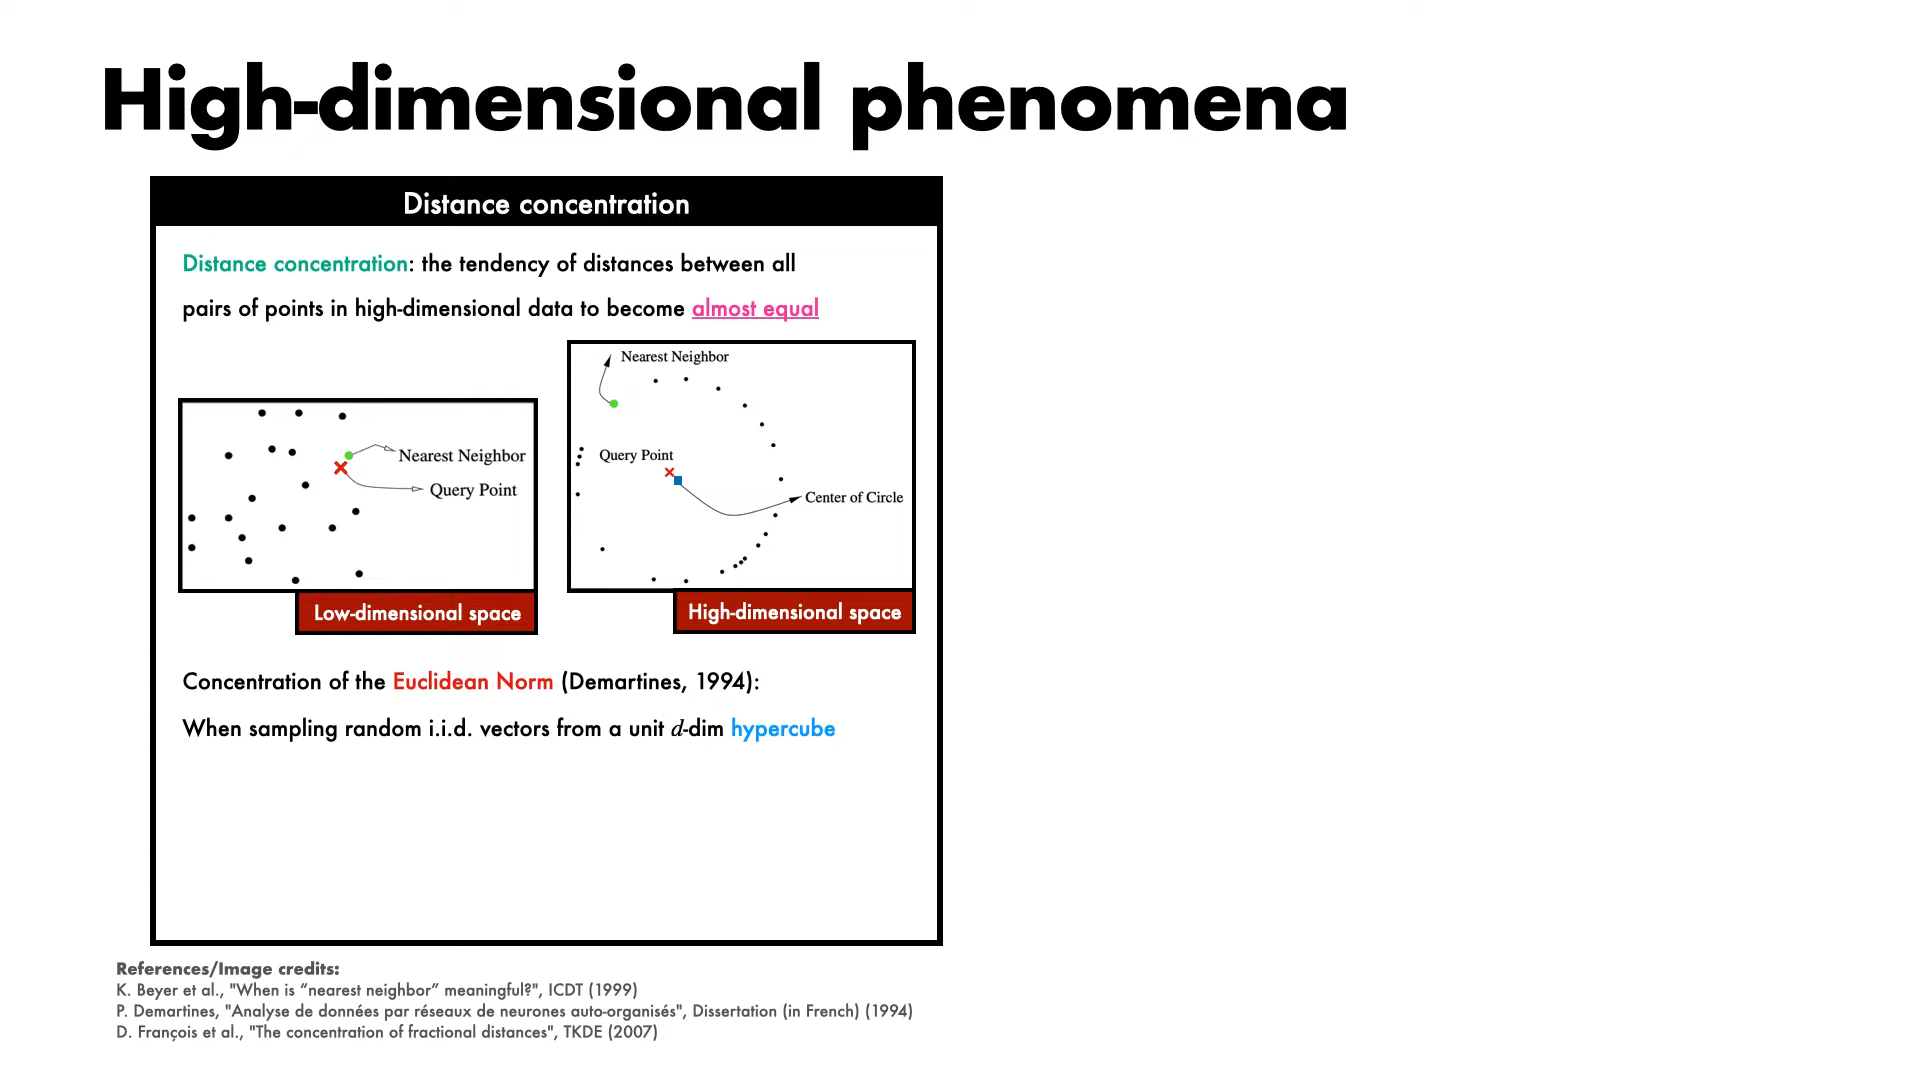 High-dimensional phenomena
Distance concentration
Distance concentration: the tendency of distances between all
pairs of points in high-dimensional data to become almost equal
Nearest Neighbor
Query Point
Low-dimensional space
Nearest Neighbor
Query Point
Center of Circle
High-dimensional space
Concentration of the Euclidean Norm (Demartines, 1994):
When sampling random i.i.d. vectors from a unit d-dim hypercube
References/Image credits:
K. Beyer et al., "When is “nearest neighbor” meaningful?", ICDT (1999)
P. Demartines, "Analyse de données par réseaux de neurones auto-organisés", Dissertation (in French) (1994)
D. François et al., "The concentration of fractional distances", TKDE (2007)